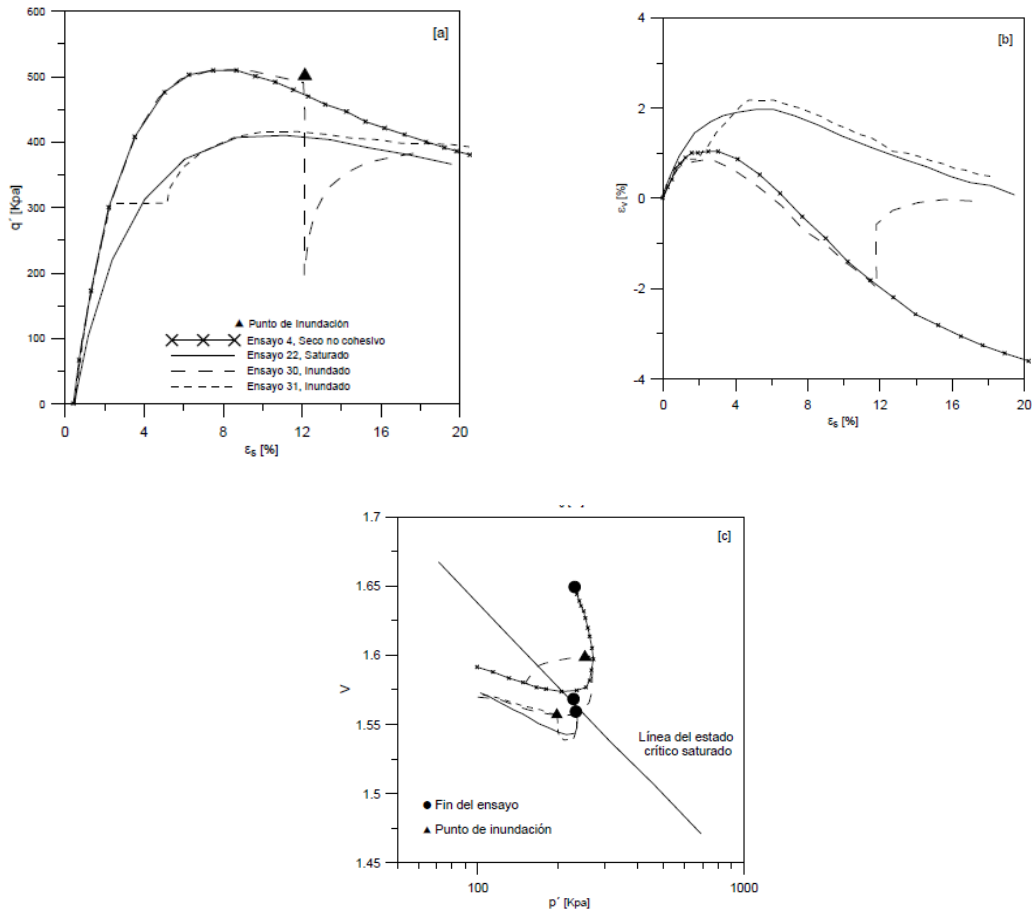 600
500
400
300
200
100
0
q´ [Kpa]
[a]
Punto de Inundación
Ensayo 4, Seco no cohesivo
Ensayo 22, Saturado
Ensayo 30, Inundado
Ensayo 31, Inundado
0 4 8 12 16 20
εs [%]
4
2
0
-2
-4
εv [%]
[b]
0 4 8 12 16 20
εs [%]
1.7
1.65
1.6
1.55
1.5
1.45
V
[c]
Línea del estado
crítico saturado
Fin del ensayo
Punto de inundación
100 1000
p´ [Kpa]